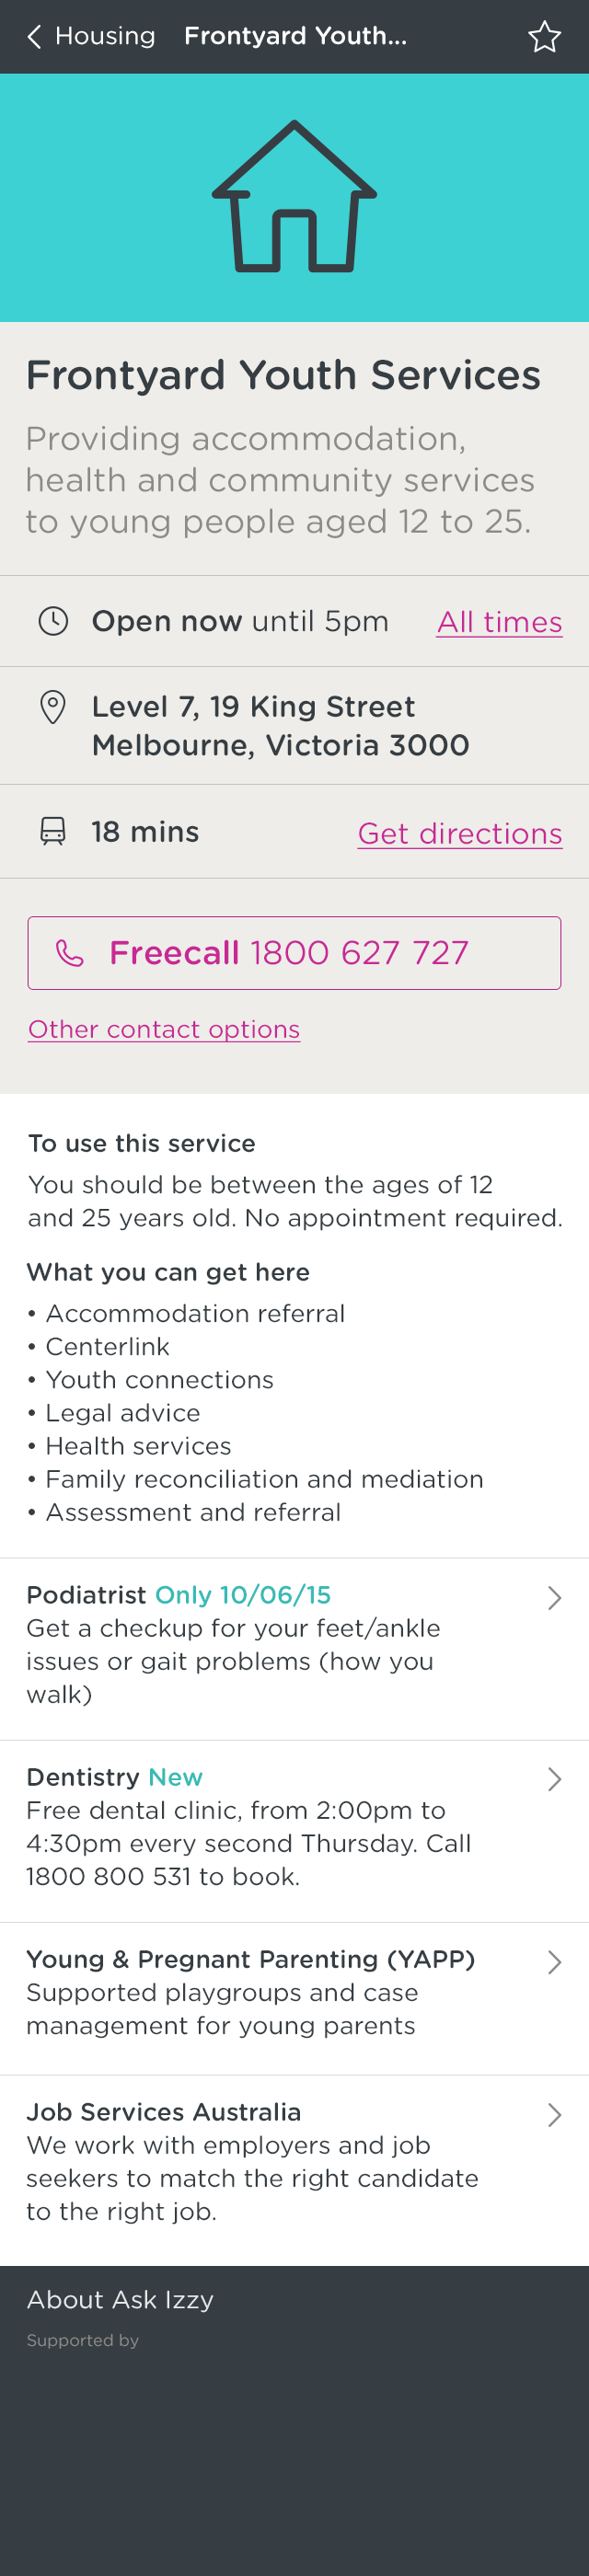 Housing Frontyard Youth...
Frontyard Youth Services
Providing accommodation,
health and community services
to young people aged 12 to 25.
Open now until 5pm All times
Level 7, 19 King Street
Melbourne, Victoria 3000
18 mins Get directions
Freecall 1800 627 727
Other contact options
To use this service
You should be between the ages of 12
and 25 years old. No appointment required.
What you can get here
• Accommodation referral
• Centerlink
• Youth connections
• Legal advice
• Health services
• Family reconciliation and mediation
• Assessment and referral
Podiatrist Only 10/06/15
Get a checkup for your feet/ankle
issues or gait problems (how you
walk)
Dentistry New
Free dental clinic, from 2:00pm to
4:30pm every second Thursday. Call
1800 800 531 to book.
Young & Pregnant Parenting (YAPP)
Supported playgroups and case
management for young parents
Job Services Australia
We work with employers and job
seekers to match the right candidate
to the right job.
About Ask Izzy
Supported by